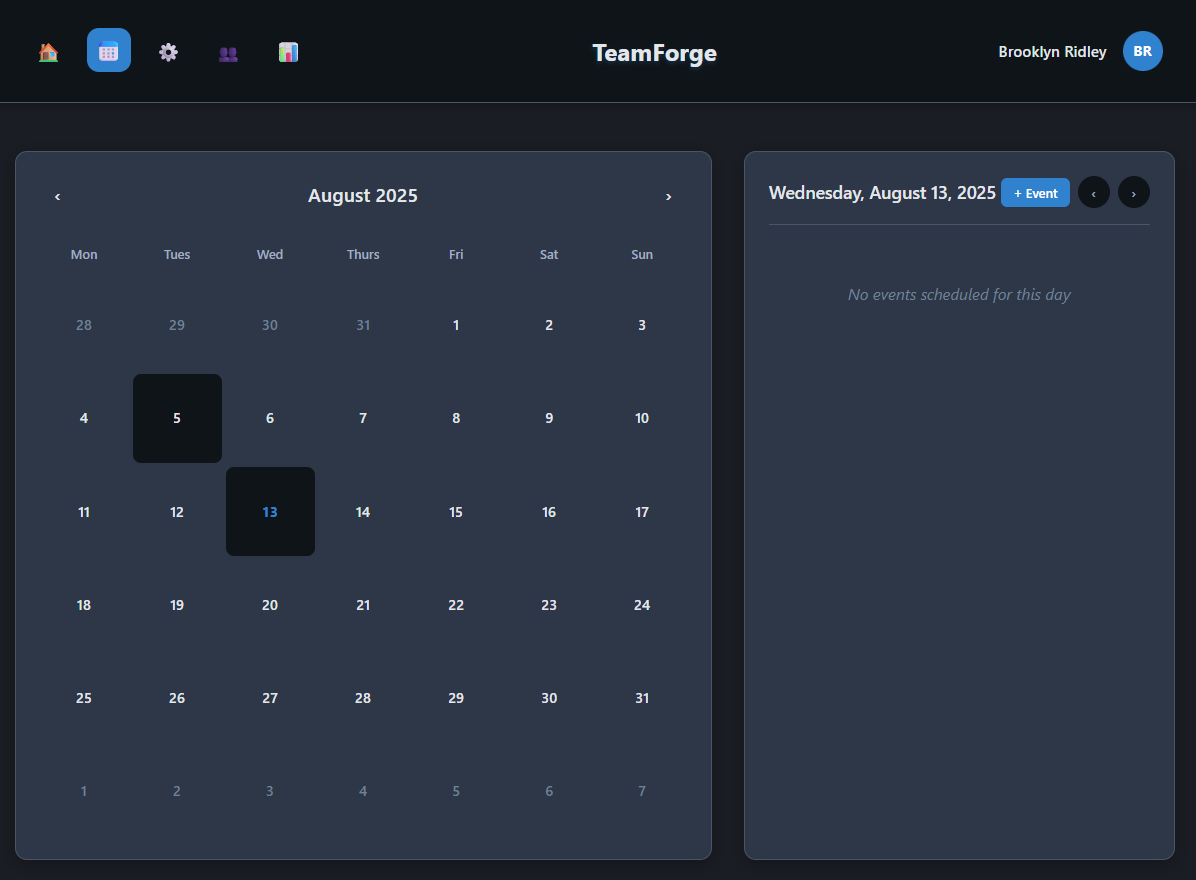 TeamForge
Brooklyn Ridley
BR
‹ August 2025 ›
Mon Tues Wed Thurs Fri Sat Sun
28 29 30 31 1 2 3
4 5 6 7 8 9 10
11 12 13 14 15 16 17
18 19 20 21 22 23 24
25 26 27 28 29 30 31
1 2 3 4 5 6 7
Wednesday, August 13, 2025
+ Event
‹ ›
No events scheduled for this day